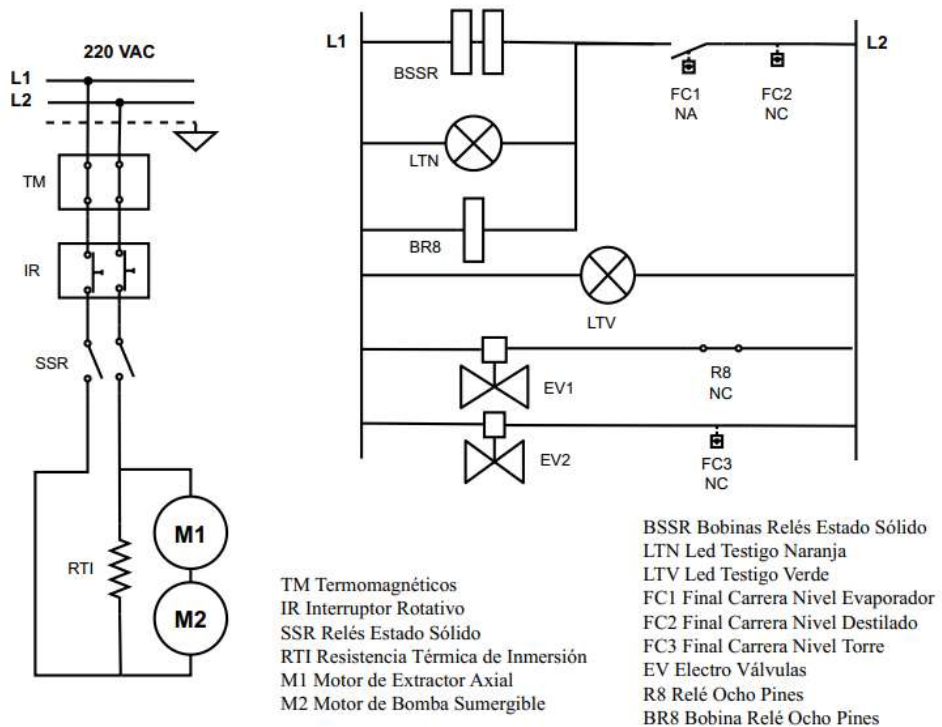 220 VAC
L1
L2
TM
IR
SSR
RTI
M1
M2
L1
L2
BSSR
FC1
NA
FC2
NC
LTN
BR8
LTV
EV1
R8
NC
EV2
FC3
NC
TM Termomagnéticos
IR Interruptor Rotativo
SSR Relés Estado Sólido
RTI Resistencia Térmica de Inmersión
M1 Motor de Extractor Axial
M2 Motor de Bomba Sumergible
BSSR Bobinas Relés Estado Sólido
LTN Led Testigo Naranja
LTV Led Testigo Verde
FC1 Final Carrera Nivel Evaporador
FC2 Final Carrera Nivel Destilado
FC3 Final Carrera Nivel Torre
EV Electro Válvulas
R8 Relé Ocho Pines
BR8 Bobina Relé Ocho Pines